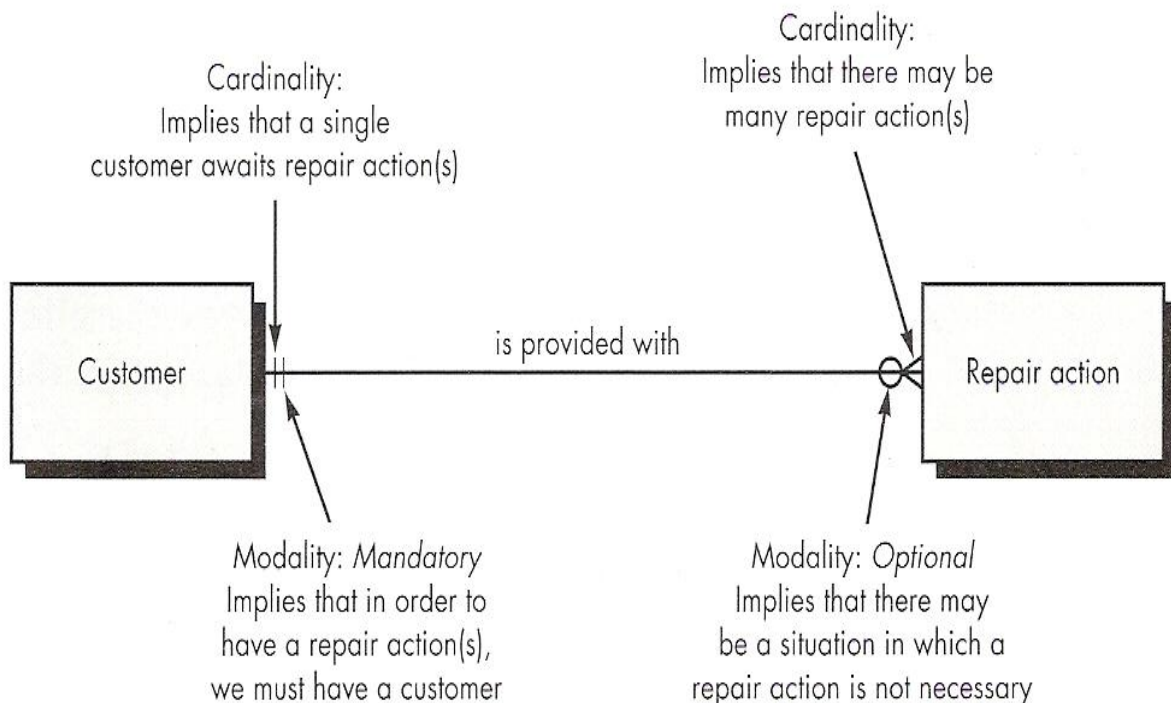 Cardinality:
Implies that a single
customer awaits repair action(s)
Cardinality:
Implies that there may be
many repair action(s)
Customer
is provided with
Repair action
Modality: Mandatory
Implies that in order to
have a repair action(s),
we must have a customer
Modality: Optional
Implies that there may
be a situation in which a
repair action is not necessary